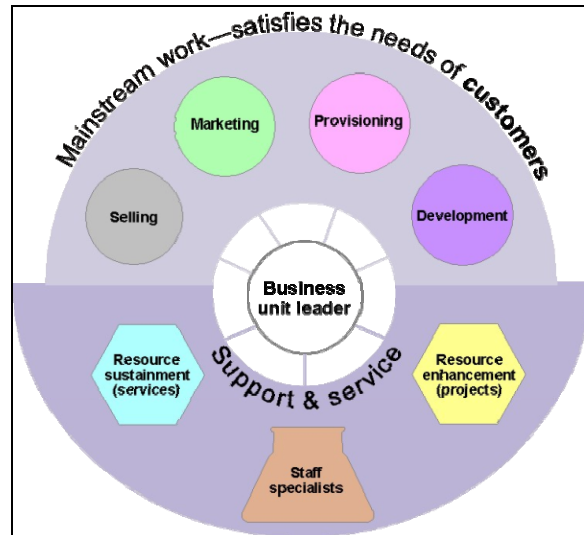 Mainstream work—satisfies the needs of customers
Marketing
Provisioning
Selling
Development
Business
unit leader
Support & service
Resource
sustainment
(services)
Resource
enhancement
(projects)
Staff
specialists